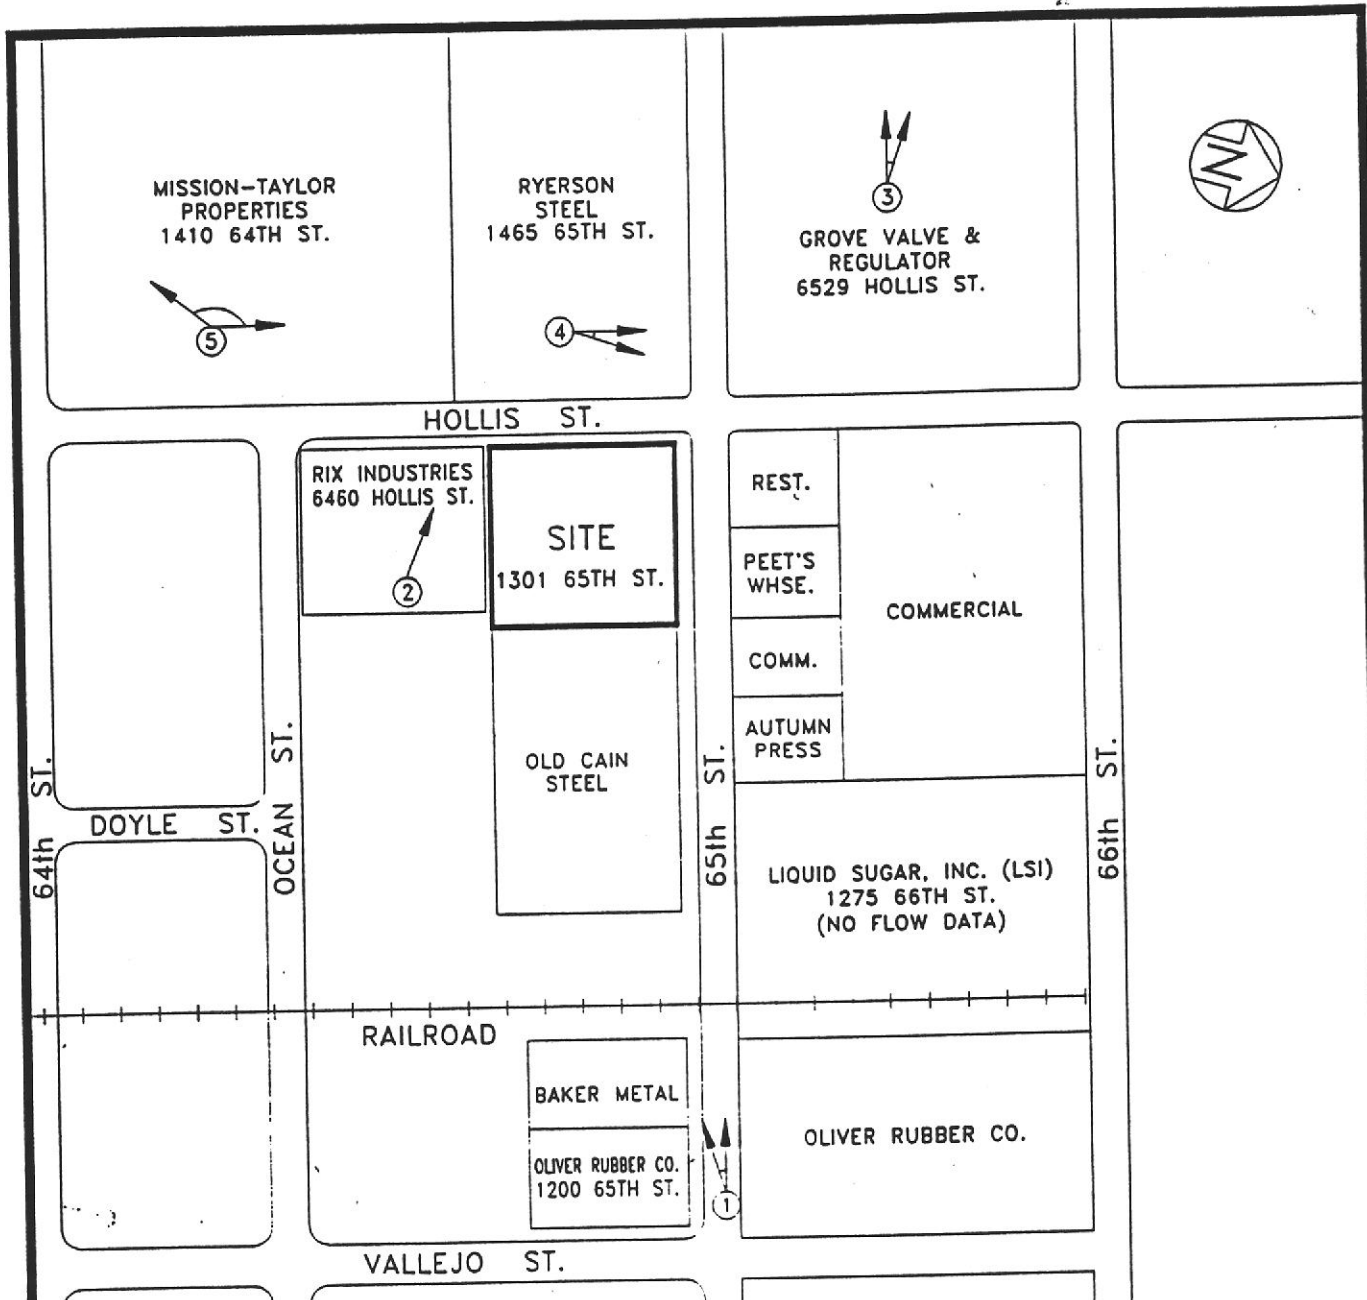 MISSION-TAYLOR
PROPERTIES
1410 64TH ST.
RYERSON
STEEL
1465 65TH ST.
3
GROVE VALVE &
REGULATOR
6529 HOLLIS ST.
N
5
4
HOLLIS ST.
RIX INDUSTRIES
6460 HOLLIS ST.
2
SITE
1301 65TH ST.
REST.
PEET'S
WHSE.
COMM.
AUTUMN
PRESS
COMMERCIAL
OLD CAIN
STEEL
64th ST.
DOYLE ST.
OCEAN ST.
65th ST.
66th ST.
LIQUID SUGAR, INC. (LSI)
1275 66TH ST.
(NO FLOW DATA)
RAILROAD
BAKER METAL
OLIVER RUBBER CO.
1200 65TH ST.
1
OLIVER RUBBER CO.
VALLEJO ST.